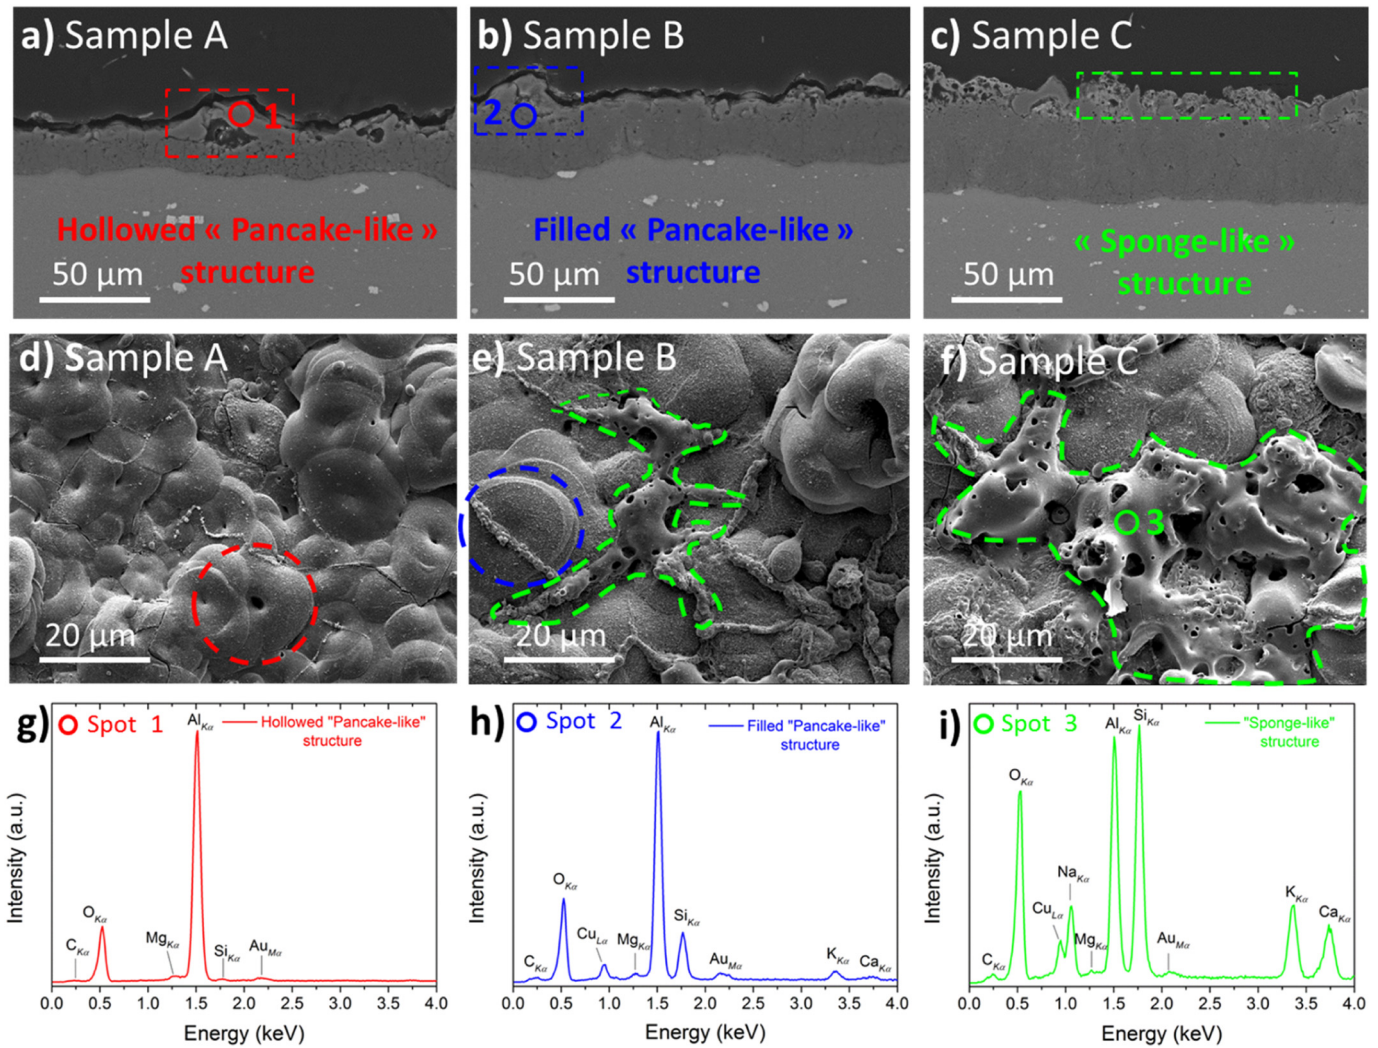 a) Sample A
1
Hollowed « Pancake-like »
structure
50 µm
b) Sample B
2
Filled « Pancake-like »
structure
50 µm
c) Sample C
« Sponge-like »
structure
50 µm
d) Sample A
20 µm
e) Sample B
20 µm
f) Sample C
3
20 µm
g) Spot 1
Hollowed "Pancake-like"
structure
AlKα
OKα
CKα
MgKα
SiKα
AuMα
Intensity (a.u.)
0.0 0.5 1.0 1.5 2.0 2.5 3.0 3.5 4.0
Energy (keV)
h) Spot 2
Filled "Pancake-like"
structure
AlKα
OKα
SiKα
CuLα
MgKα
CKα
AuMα
KKα
CaKα
Intensity (a.u.)
0.0 0.5 1.0 1.5 2.0 2.5 3.0 3.5 4.0
Energy (keV)
i) Spot 3
"Sponge-like"
structure
AlKα
SiKα
OKα
NaKα
CuLα
MgKα
CKα
AuMα
KKα
CaKα
Intensity (a.u.)
0.0 0.5 1.0 1.5 2.0 2.5 3.0 3.5 4.0
Energy (keV)